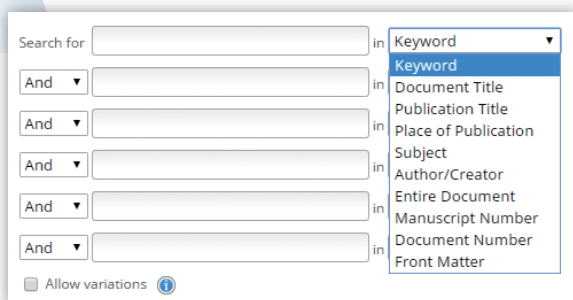 Search for in Keyword
Keyword
And in Document Title
Publication Title
And in Place of Publication
Subject
And in Author/Creator
Entire Document
And in Manuscript Number
Document Number
And in Front Matter
Allow variations i